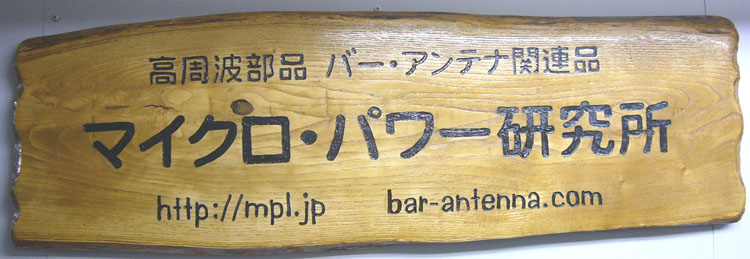 高周波部品 バー・アンテナ関連品
マイクロ・パワー研究所
http://mpl.jp bar-antenna.com